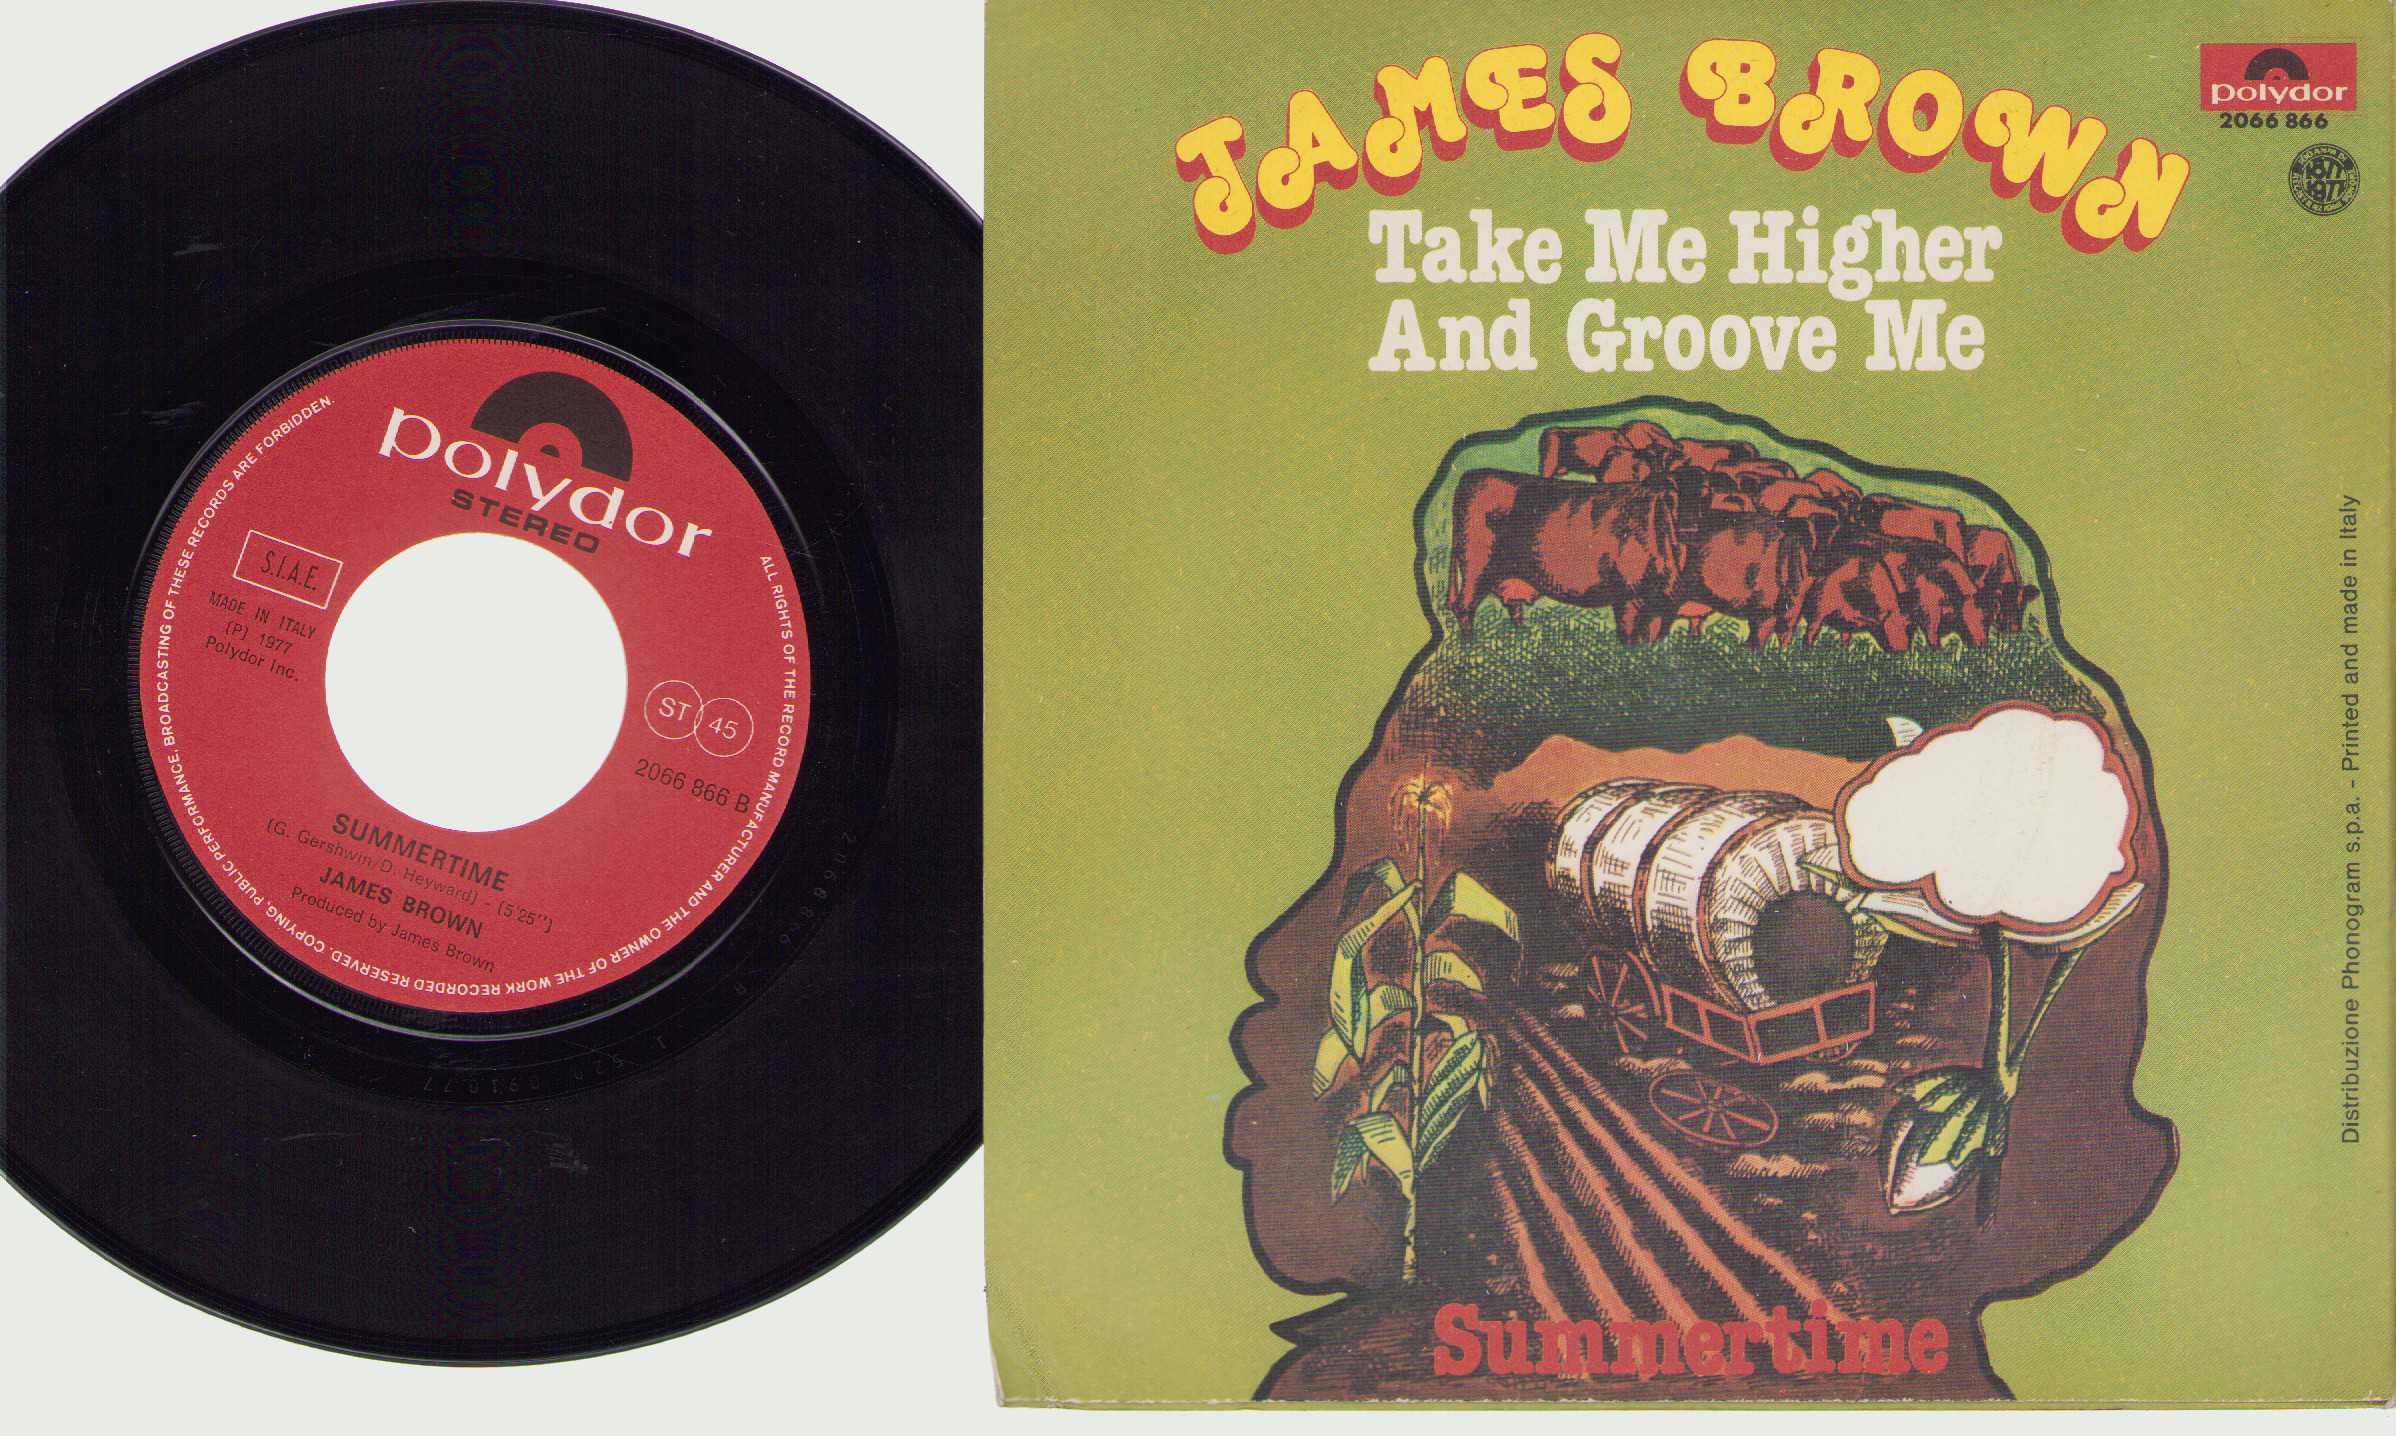 polydor
STEREO
S.I.A.E.
MADE IN ITALY
(P) 1977
Polydor Inc.
ST 45
2066 866 B
SUMMERTIME
(G. Gershwin/D. Heyward) - (5'25")
JAMES BROWN
Produced by James Brown
ALL RIGHTS OF THE RECORD MANUFACTURER AND THE OWNER OF THE WORK RECORDED RESERVED. COPYING, PUBLIC PERFORMANCE, BROADCASTING OF THESE RECORDS ARE FORBIDDEN.
JAMES BROWN
Take Me Higher
And Groove Me
polydor
2066 866
1877
1977
Distribuzione Phonogram s.p.a. - Printed and made in Italy
Summertime